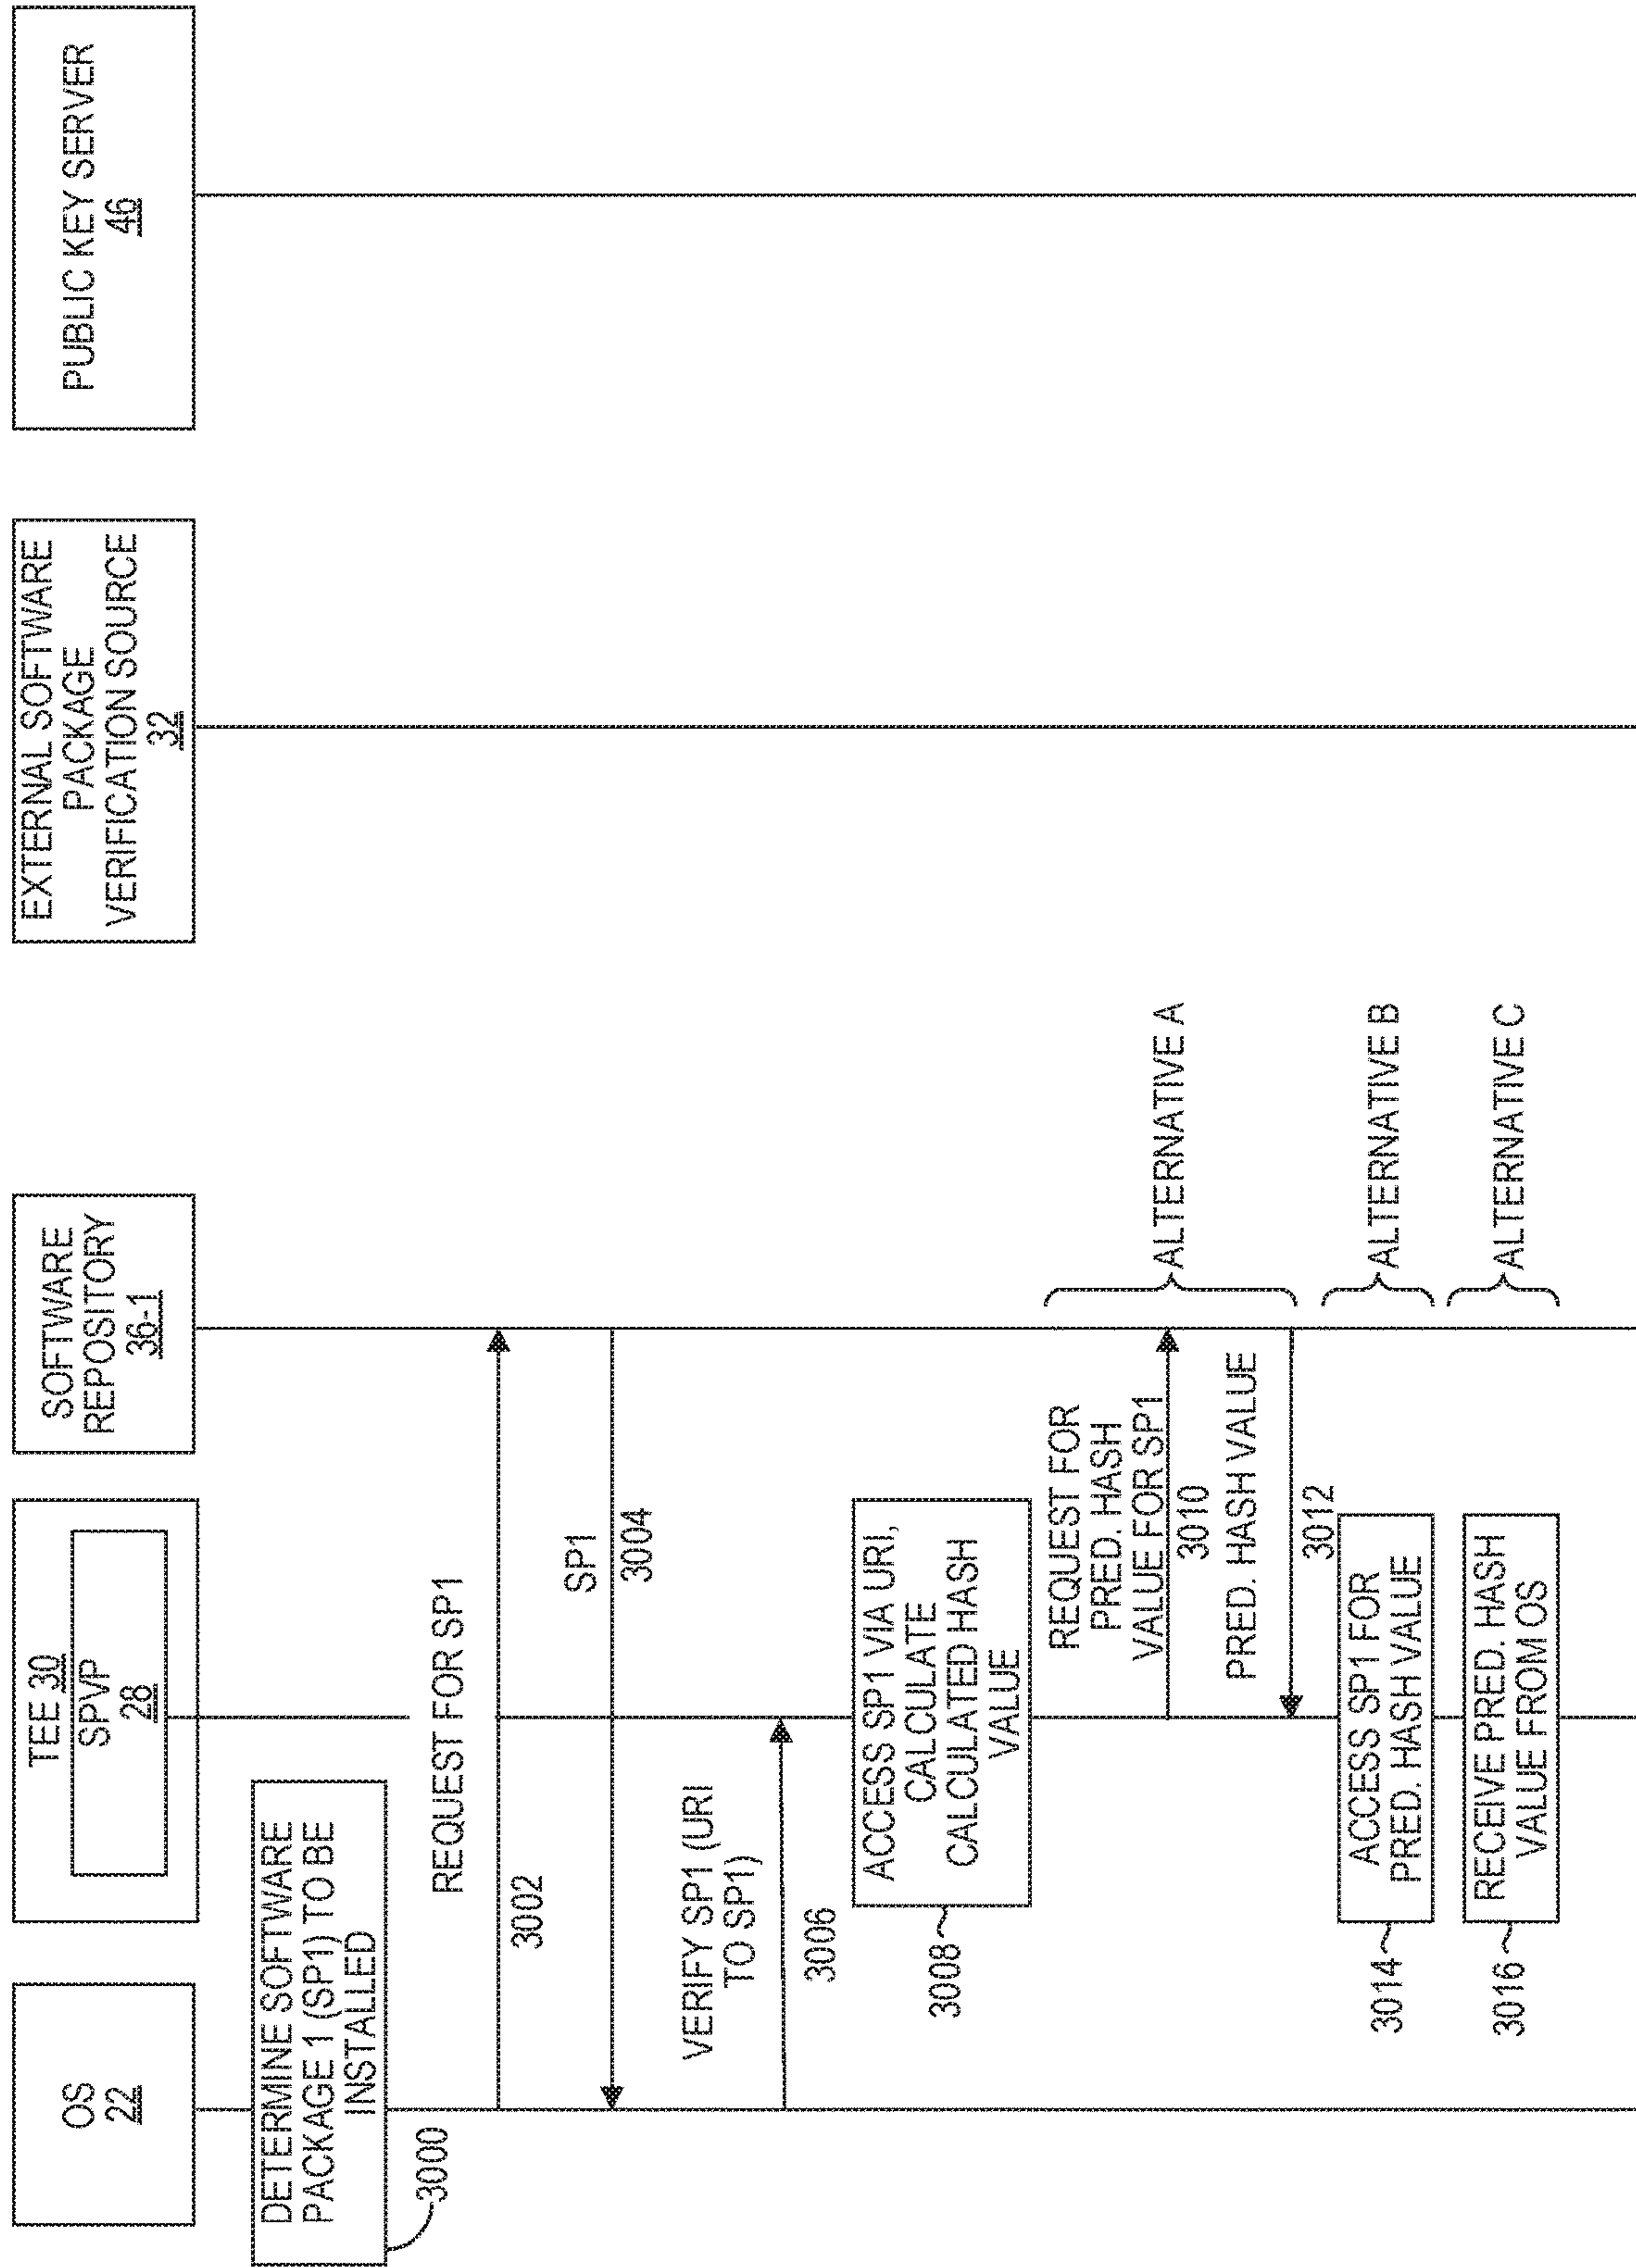 OS
22
TEE 30
SPVP
28
SOFTWARE
REPOSITORY
36-1
EXTERNAL SOFTWARE
PACKAGE
VERIFICATION SOURCE
32
PUBLIC KEY SERVER
46
DETERMINE SOFTWARE
PACKAGE 1 (SP1) TO BE
INSTALLED
3000
REQUEST FOR SP1
3002
SP1
3004
VERIFY SP1 (URI
TO SP1)
3006
ACCESS SP1 VIA URI,
CALCULATE
CALCULATED HASH
VALUE
3008
REQUEST FOR
PRED. HASH
VALUE FOR SP1
3010
PRED. HASH VALUE
3012
ALTERNATIVE A
ACCESS SP1 FOR
PRED. HASH VALUE
3014
ALTERNATIVE B
RECEIVE PRED. HASH
VALUE FROM OS
3016
ALTERNATIVE C